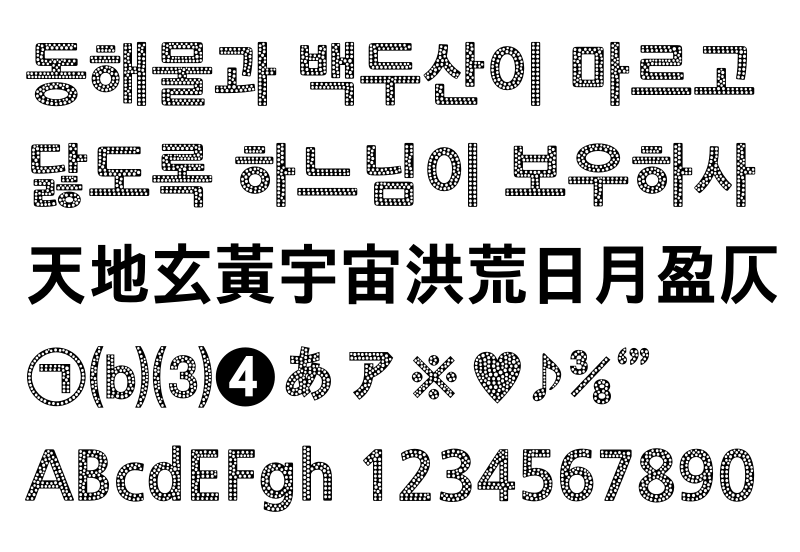 동해물과 백두산이 마르고
닳도록 하느님이 보우하사
天地玄黃宇宙洪荒日月盈仄
㉠⒝⑶❹あア※♥♪⅜“”
ABcdEFgh 1234567890